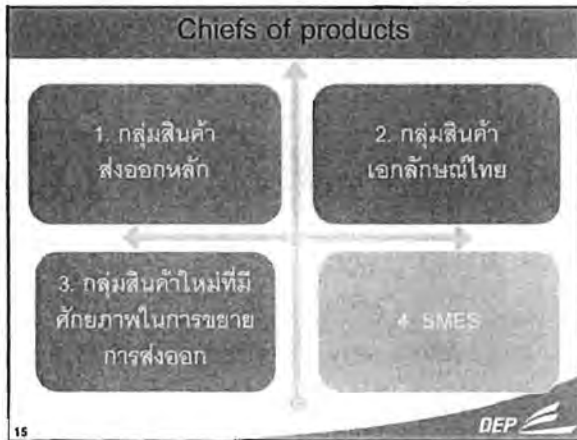 Chiefs of products
1. กลุ่มสินค้า
ส่งออกหลัก
2. กลุ่มสินค้า
เอกลักษณ์ไทย
3. กลุ่มสินค้าใหม่ที่มี
ศักยภาพในการขยาย
การส่งออก
4. SMES
15
DEP